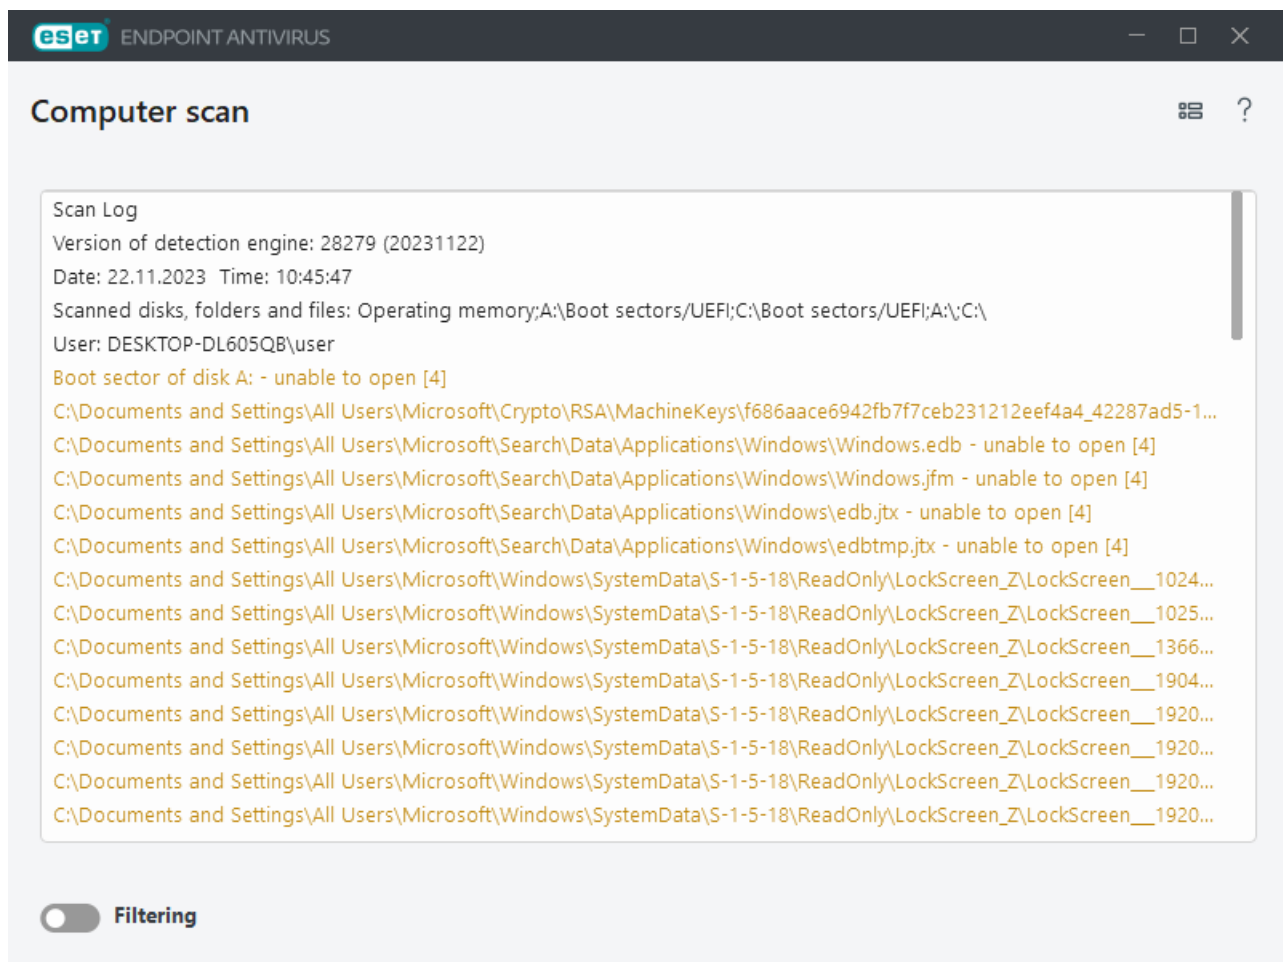 eset ENDPOINT ANTIVIRUS
Computer scan
Scan Log
Version of detection engine: 28279 (20231122)
Date: 22.11.2023 Time: 10:45:47
Scanned disks, folders and files: Operating memory;A:\Boot sectors/UEFI;C:\Boot sectors/UEFI;A:\;C:\
User: DESKTOP-DL605QB\user
Boot sector of disk A: - unable to open [4]
C:\Documents and Settings\All Users\Microsoft\Crypto\RSA\MachineKeys\f686aace6942fb7f7ceb231212eef4a4_42287ad5-1...
C:\Documents and Settings\All Users\Microsoft\Search\Data\Applications\Windows\Windows.edb - unable to open [4]
C:\Documents and Settings\All Users\Microsoft\Search\Data\Applications\Windows\Windows.jfm - unable to open [4]
C:\Documents and Settings\All Users\Microsoft\Search\Data\Applications\Windows\edb.jtx - unable to open [4]
C:\Documents and Settings\All Users\Microsoft\Search\Data\Applications\Windows\edbtmp.jtx - unable to open [4]
C:\Documents and Settings\All Users\Microsoft\Windows\SystemData\S-1-5-18\ReadOnly\LockScreen_Z\LockScreen___1024...
C:\Documents and Settings\All Users\Microsoft\Windows\SystemData\S-1-5-18\ReadOnly\LockScreen_Z\LockScreen___1025...
C:\Documents and Settings\All Users\Microsoft\Windows\SystemData\S-1-5-18\ReadOnly\LockScreen_Z\LockScreen___1366...
C:\Documents and Settings\All Users\Microsoft\Windows\SystemData\S-1-5-18\ReadOnly\LockScreen_Z\LockScreen___1904...
C:\Documents and Settings\All Users\Microsoft\Windows\SystemData\S-1-5-18\ReadOnly\LockScreen_Z\LockScreen___1920...
C:\Documents and Settings\All Users\Microsoft\Windows\SystemData\S-1-5-18\ReadOnly\LockScreen_Z\LockScreen___1920...
C:\Documents and Settings\All Users\Microsoft\Windows\SystemData\S-1-5-18\ReadOnly\LockScreen_Z\LockScreen___1920...
C:\Documents and Settings\All Users\Microsoft\Windows\SystemData\S-1-5-18\ReadOnly\LockScreen_Z\LockScreen___1920...
Filtering